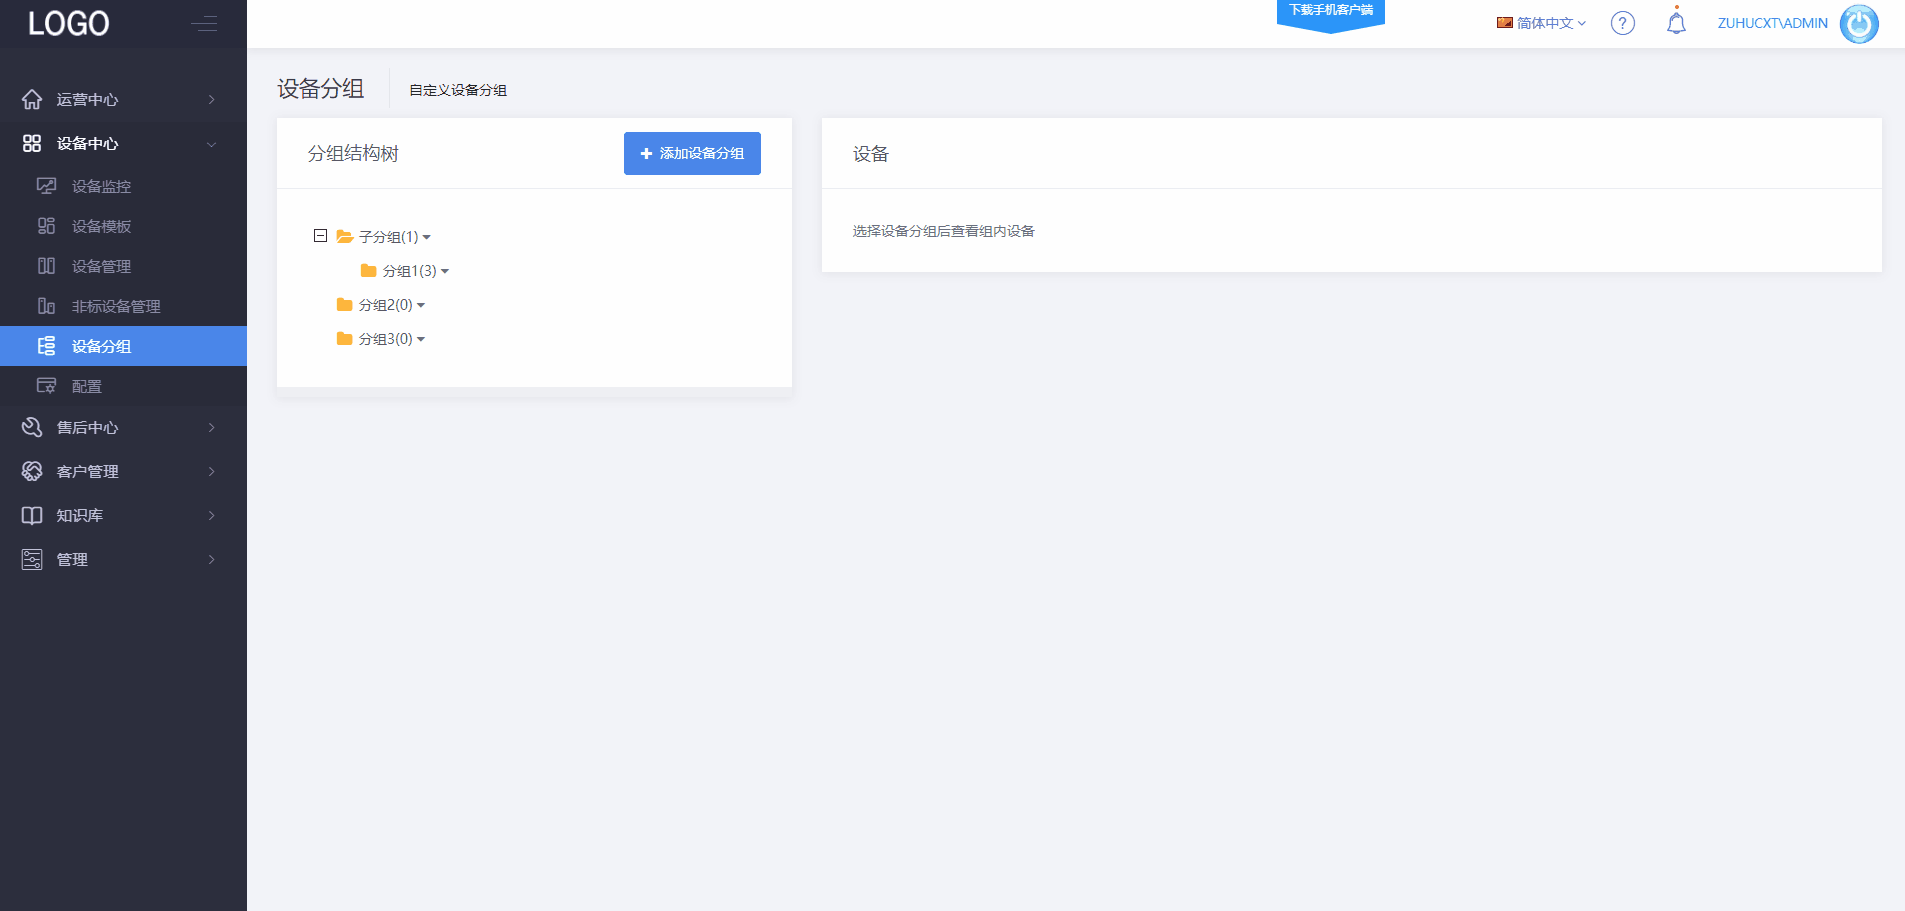 LOGO
下载手机客户端
简体中文
?
ZUHUCXT\ADMIN
运营中心
设备中心
设备监控
设备模板
设备管理
非标设备管理
设备分组
配置
售后中心
客户管理
知识库
管理
设备分组
自定义设备分组
分组结构树
+ 添加设备分组
子分组(1)
分组1(3)
分组2(0)
分组3(0)
设备
选择设备分组后查看组内设备